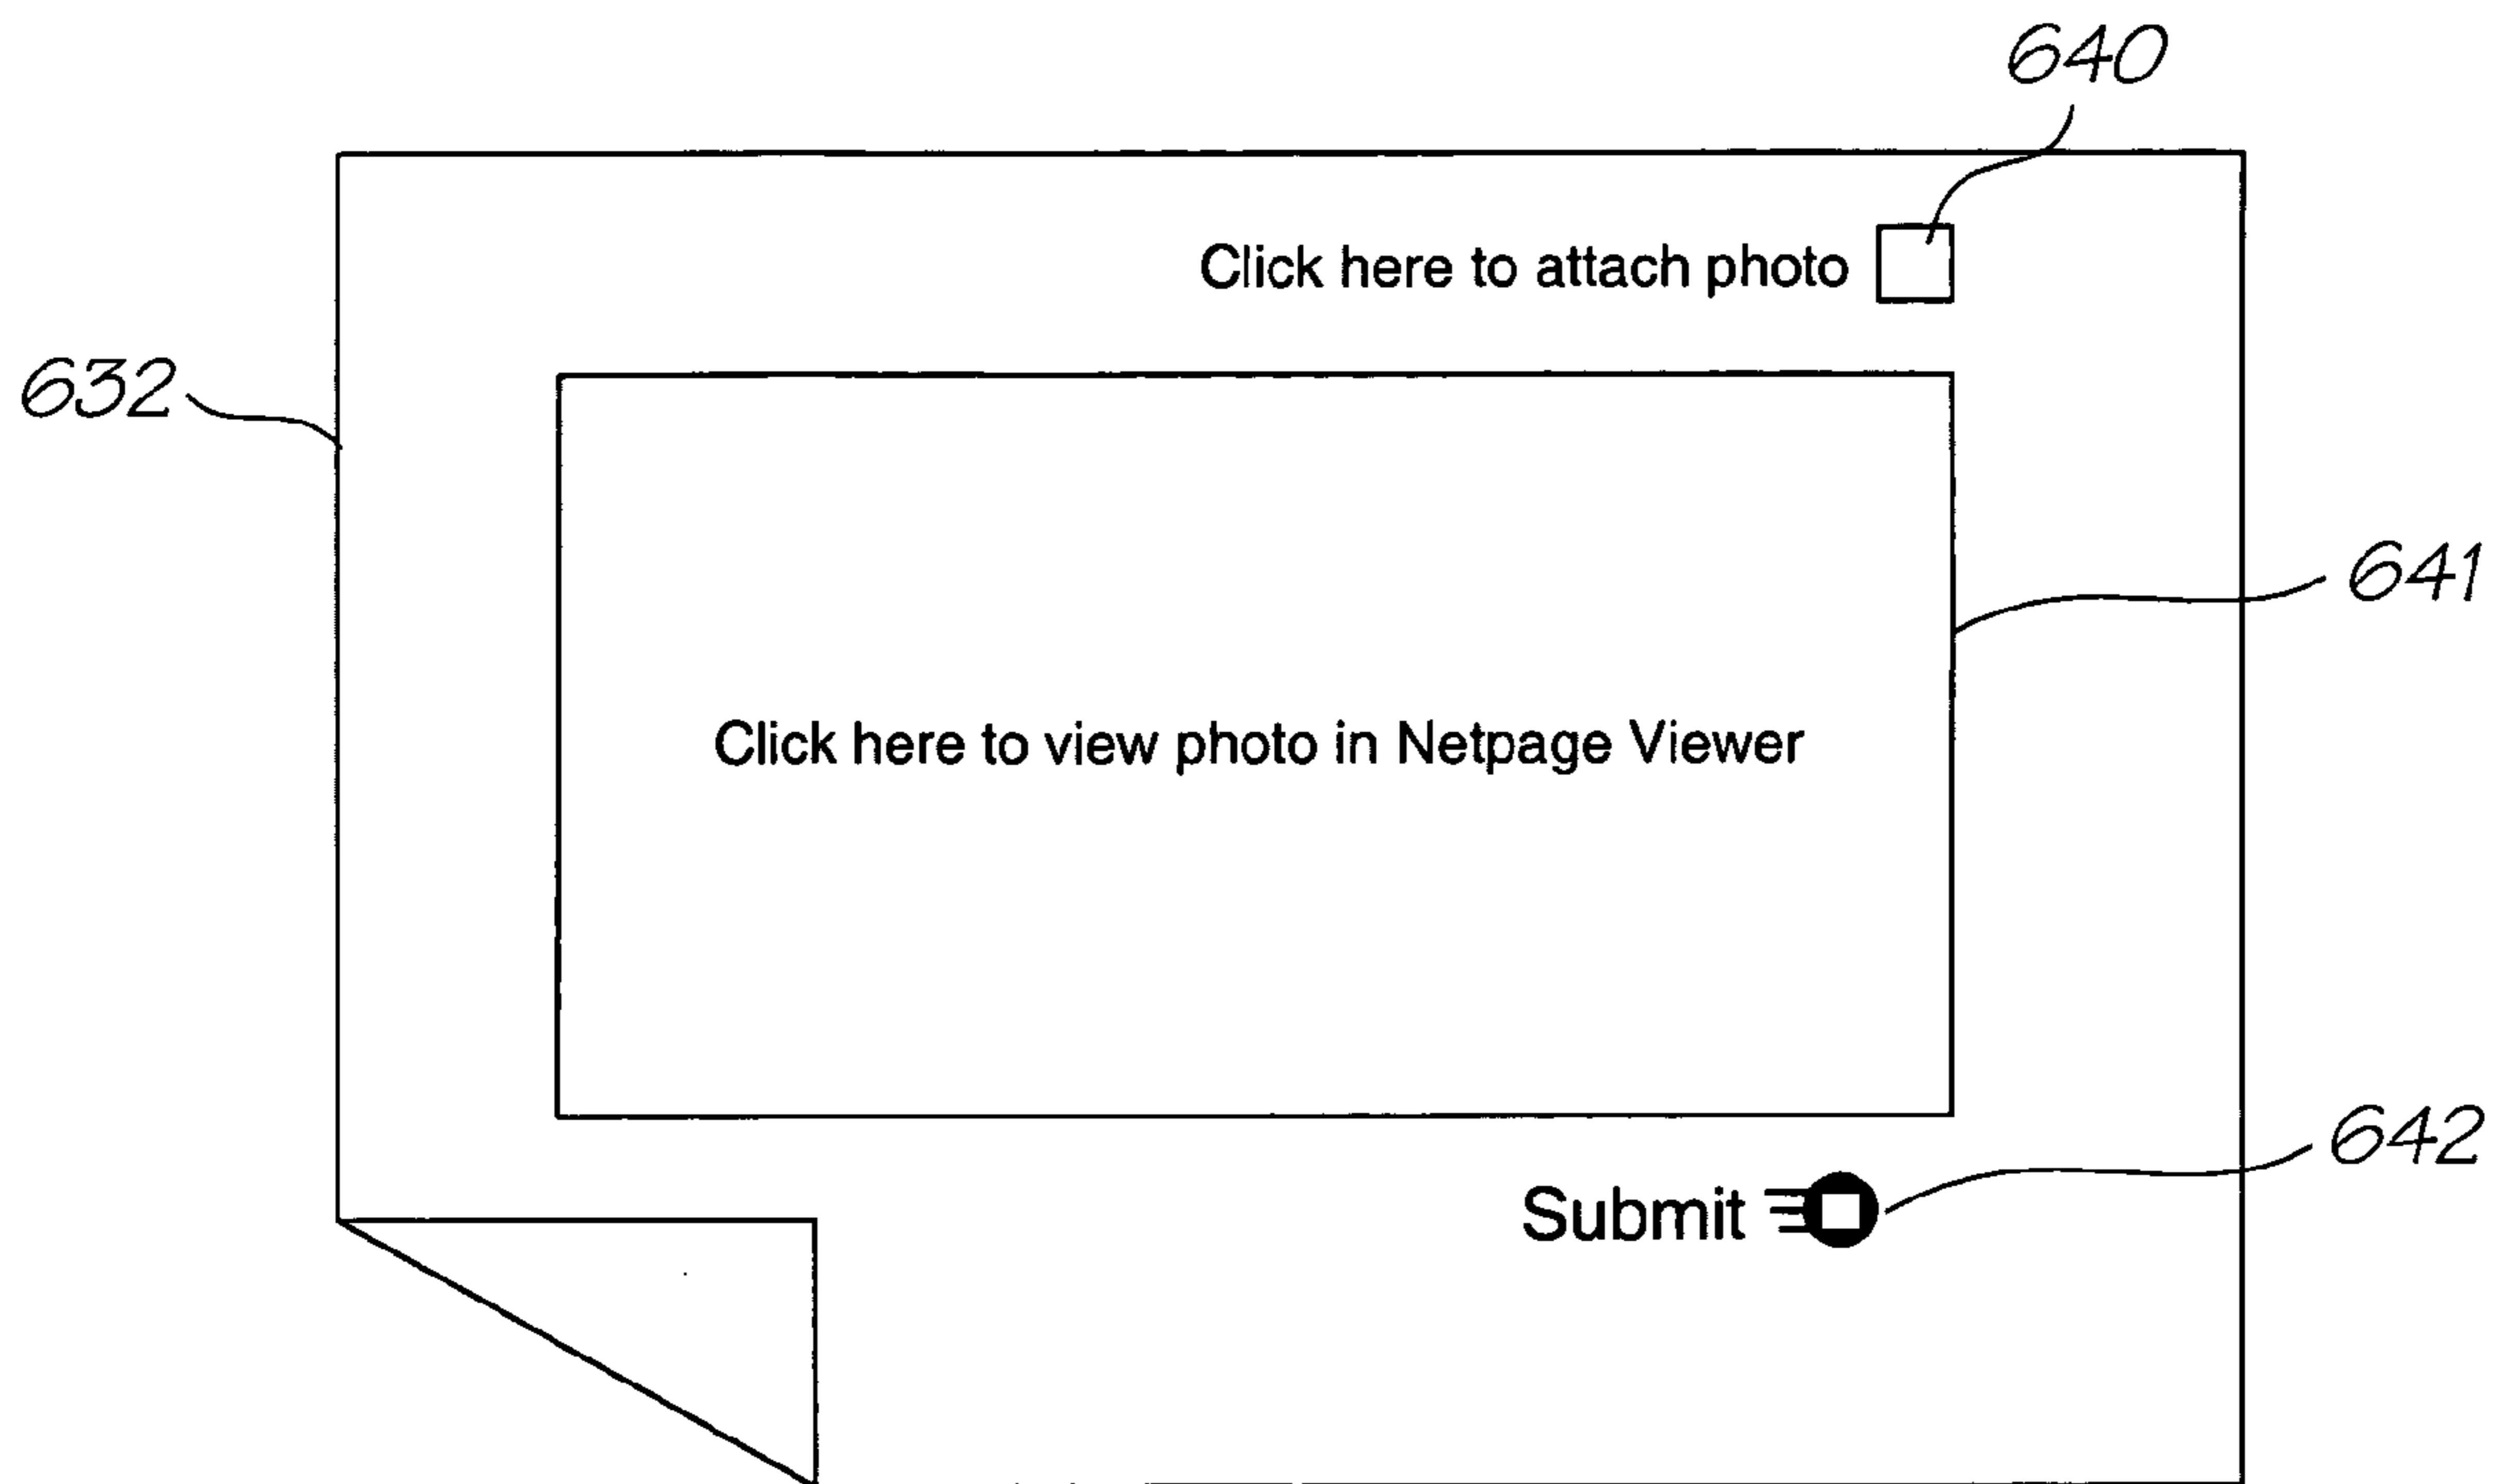 640
Click here to attach photo
632
641
Click here to view photo in Netpage Viewer
642
Submit